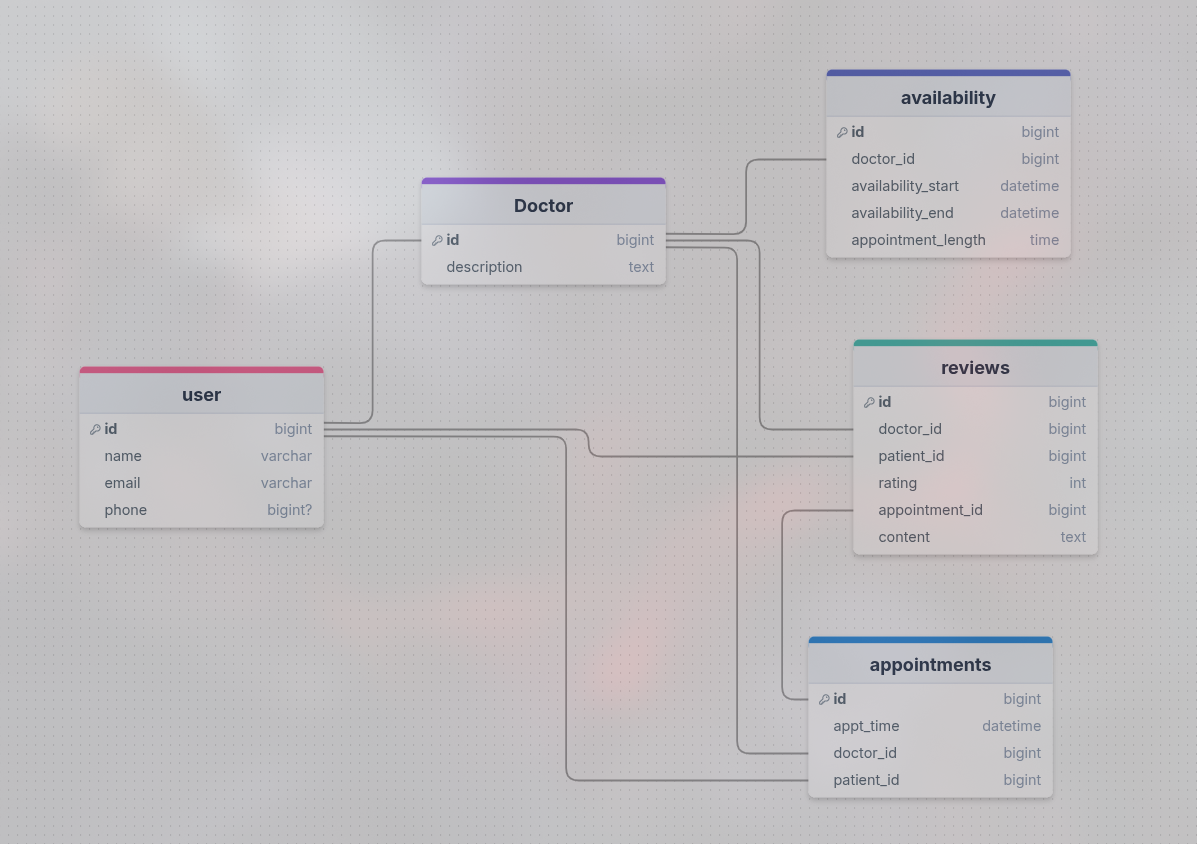 availability
id bigint
doctor_id bigint
availability_start datetime
availability_end datetime
appointment_length time
Doctor
id bigint
description text
user
id bigint
name varchar
email varchar
phone bigint?
reviews
id bigint
doctor_id bigint
patient_id bigint
rating int
appointment_id bigint
content text
appointments
id bigint
appt_time datetime
doctor_id bigint
patient_id bigint